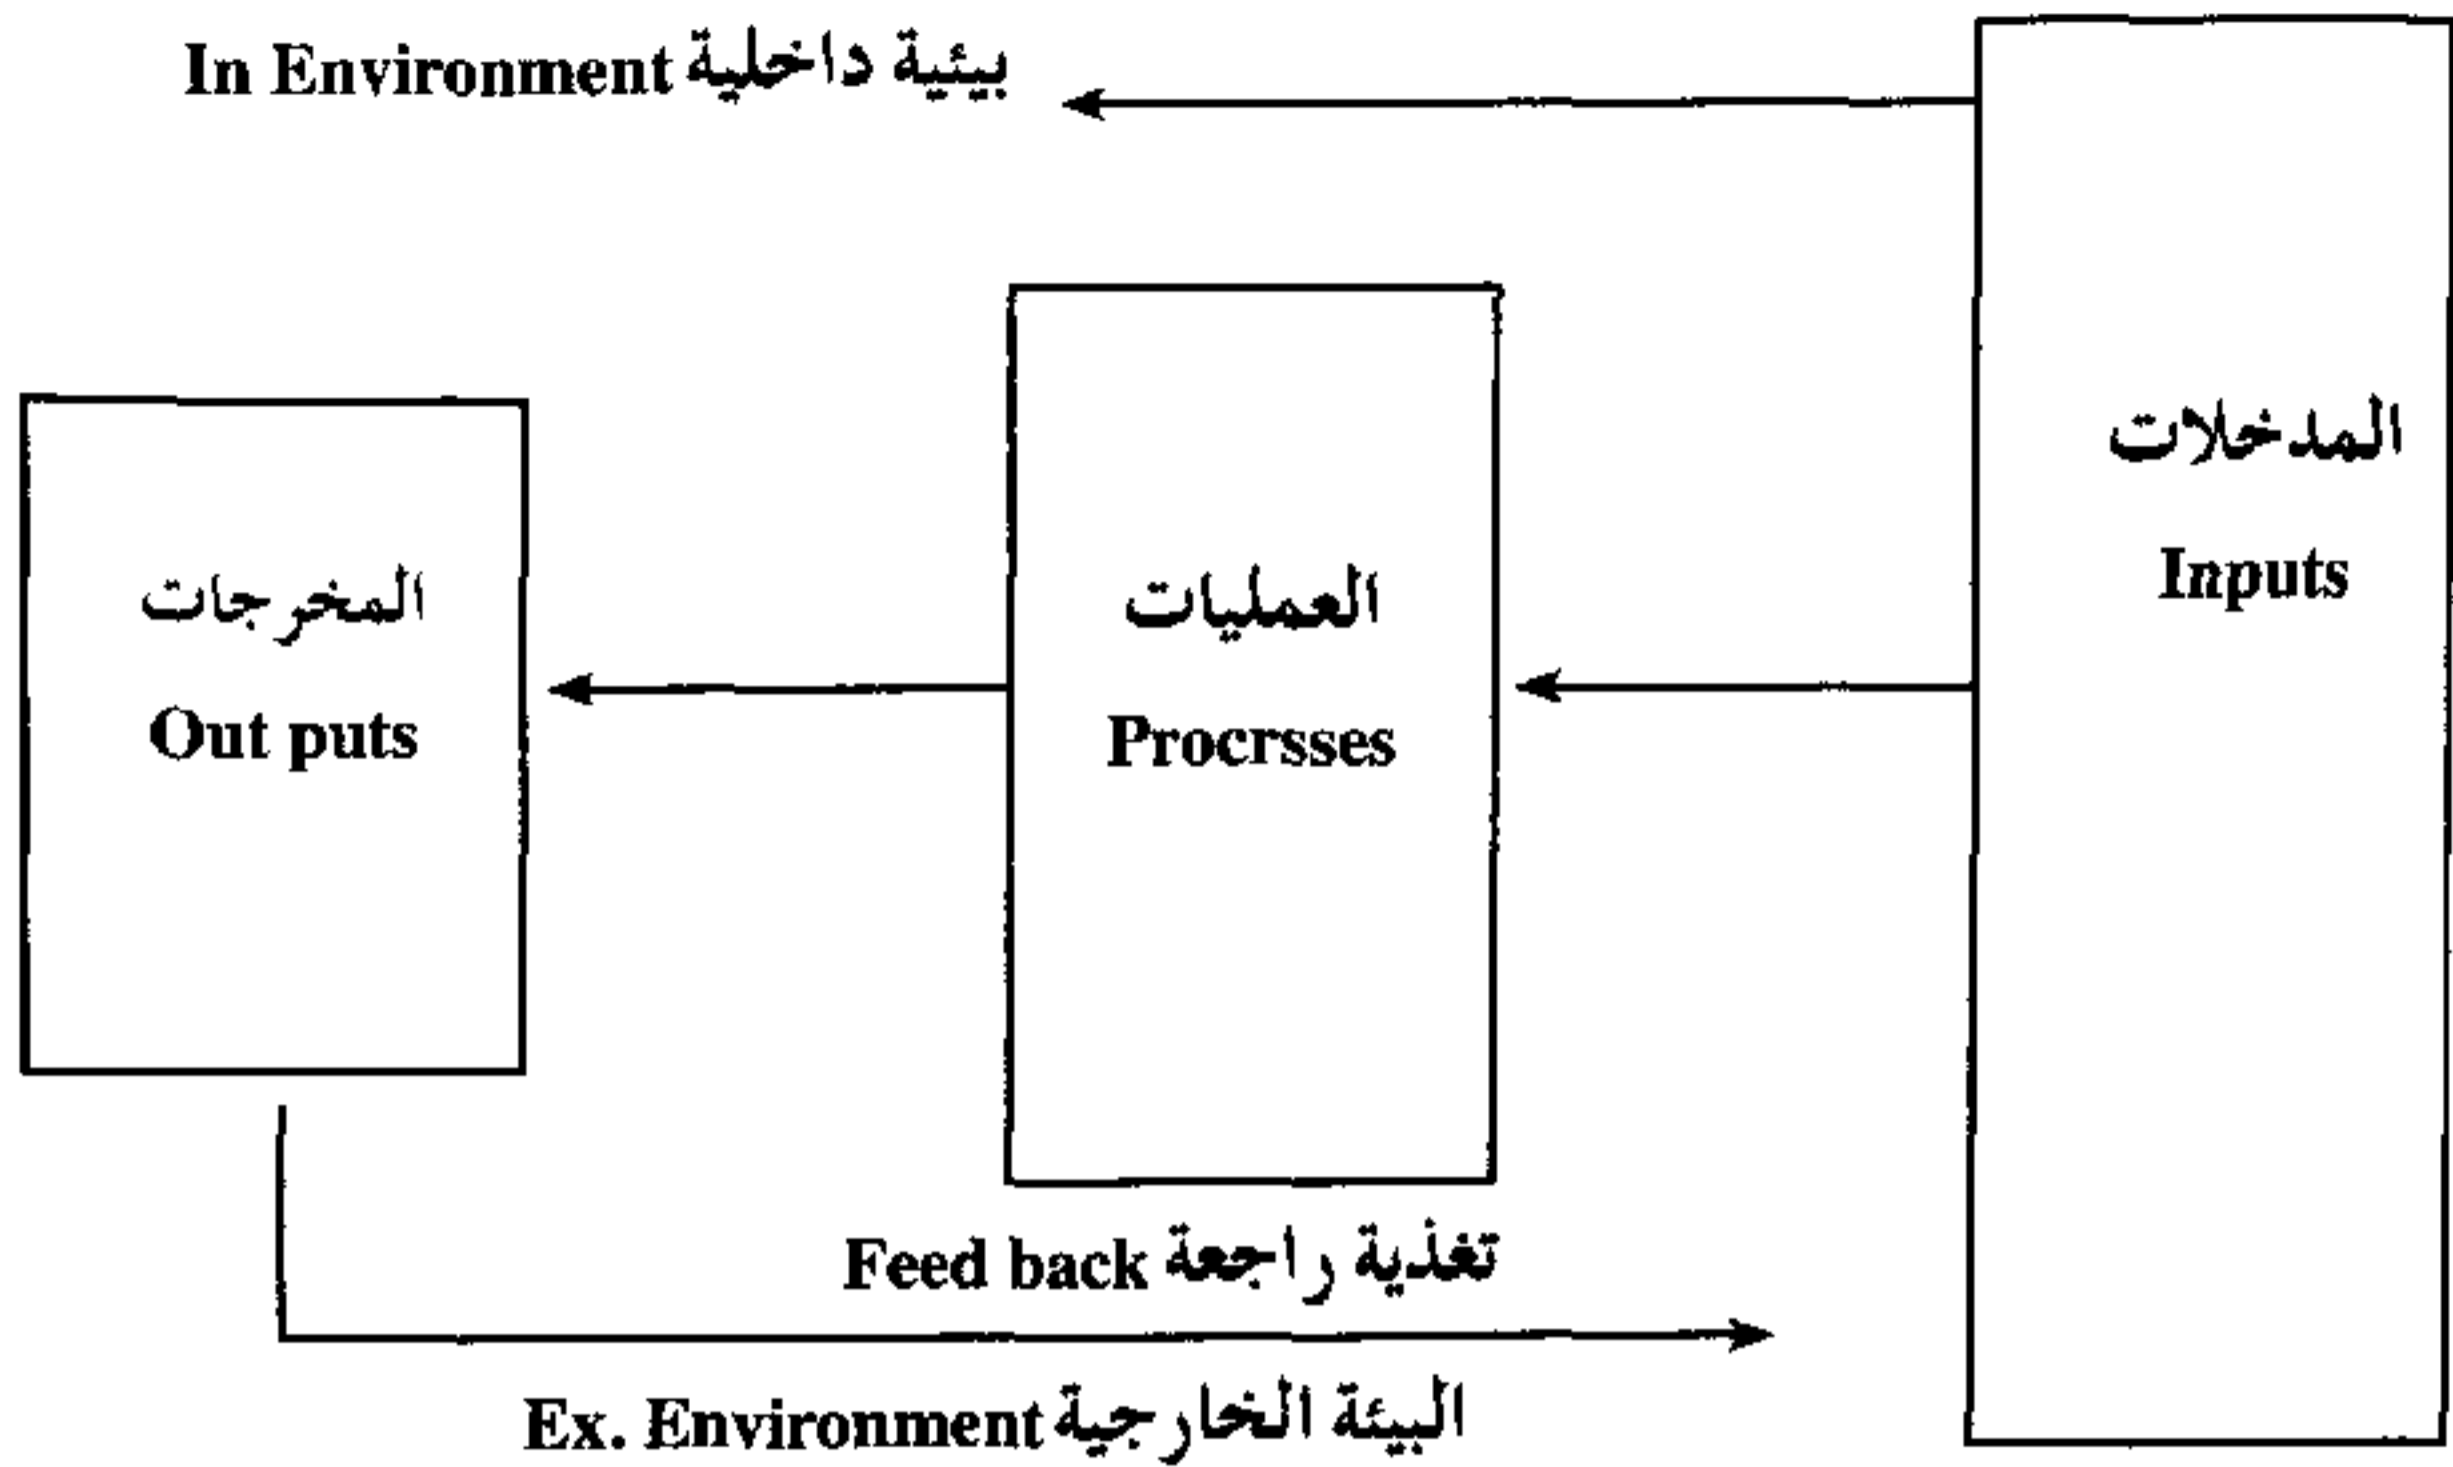 In Environment بيئية داخلية
المدخلات
Inputs
العمليات
Procrsses
المخرجات
Out puts
Feed back تغذية راجعة
Ex. Environment البيئة الخارجية